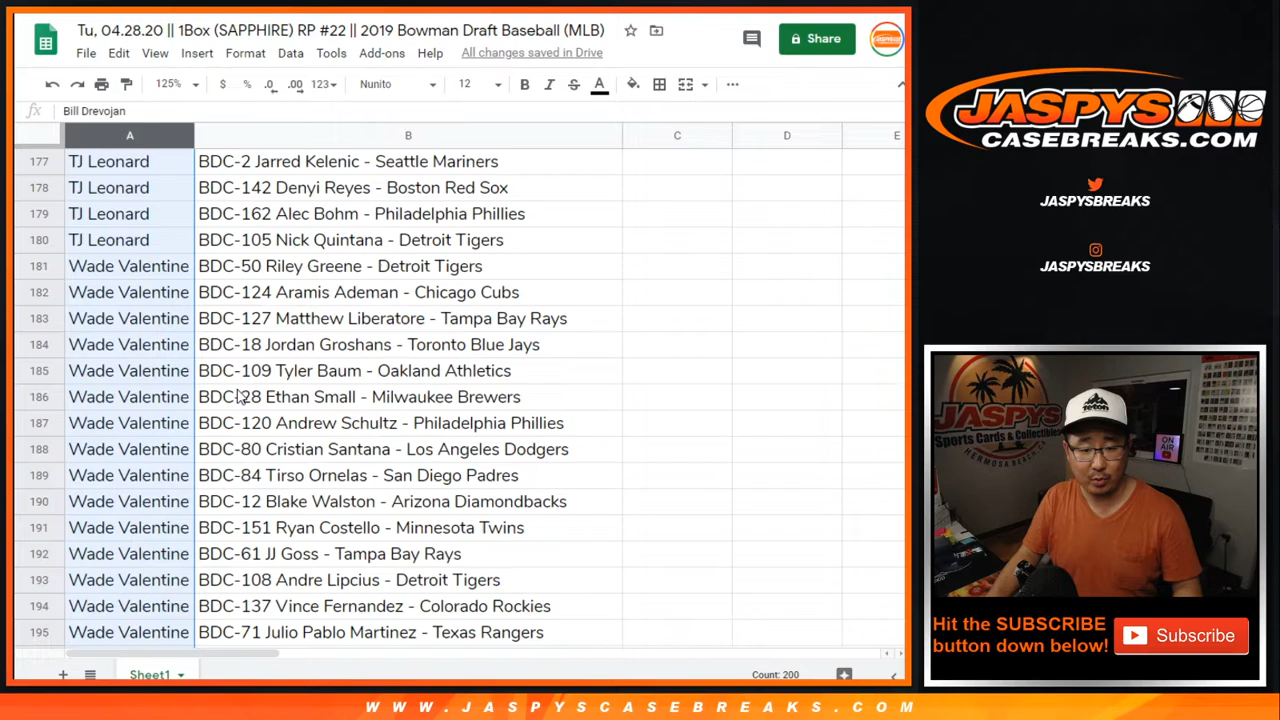 Tu, 04.28.20 || 1Box (SAPPHIRE) RP #22 || 2019 Bowman Draft Baseball (MLB)
File Edit View Insert Format Data Tools Add-ons Help All changes saved in Drive
Share
125% $ % .0 .00 123 Nunito 12 B I S A
fx Bill Drevojan
A B C D E
177 TJ Leonard BDC-2 Jarred Kelenic - Seattle Mariners
178 TJ Leonard BDC-142 Denyi Reyes - Boston Red Sox
179 TJ Leonard BDC-162 Alec Bohm - Philadelphia Phillies
180 TJ Leonard BDC-105 Nick Quintana - Detroit Tigers
181 Wade Valentine BDC-50 Riley Greene - Detroit Tigers
182 Wade Valentine BDC-124 Aramis Ademan - Chicago Cubs
183 Wade Valentine BDC-127 Matthew Liberatore - Tampa Bay Rays
184 Wade Valentine BDC-18 Jordan Groshans - Toronto Blue Jays
185 Wade Valentine BDC-109 Tyler Baum - Oakland Athletics
186 Wade Valentine BDC-28 Ethan Small - Milwaukee Brewers
187 Wade Valentine BDC-120 Andrew Schultz - Philadelphia Phillies
188 Wade Valentine BDC-80 Cristian Santana - Los Angeles Dodgers
189 Wade Valentine BDC-84 Tirso Ornelas - San Diego Padres
190 Wade Valentine BDC-12 Blake Walston - Arizona Diamondbacks
191 Wade Valentine BDC-151 Ryan Costello - Minnesota Twins
192 Wade Valentine BDC-61 JJ Goss - Tampa Bay Rays
193 Wade Valentine BDC-108 Andre Lipcius - Detroit Tigers
194 Wade Valentine BDC-137 Vince Fernandez - Colorado Rockies
195 Wade Valentine BDC-71 Julio Pablo Martinez - Texas Rangers
Sheet1
Count: 200
JASPYS
CASEBREAKS.COM
JASPYSBREAKS
JASPYSBREAKS
JASPYS
Sports Cards & Collectibles
HERMOSA BEACH
ON AIR
Hit the SUBSCRIBE
button down below!
Subscribe
WWW.JASPYSCASEBREAKS.COM